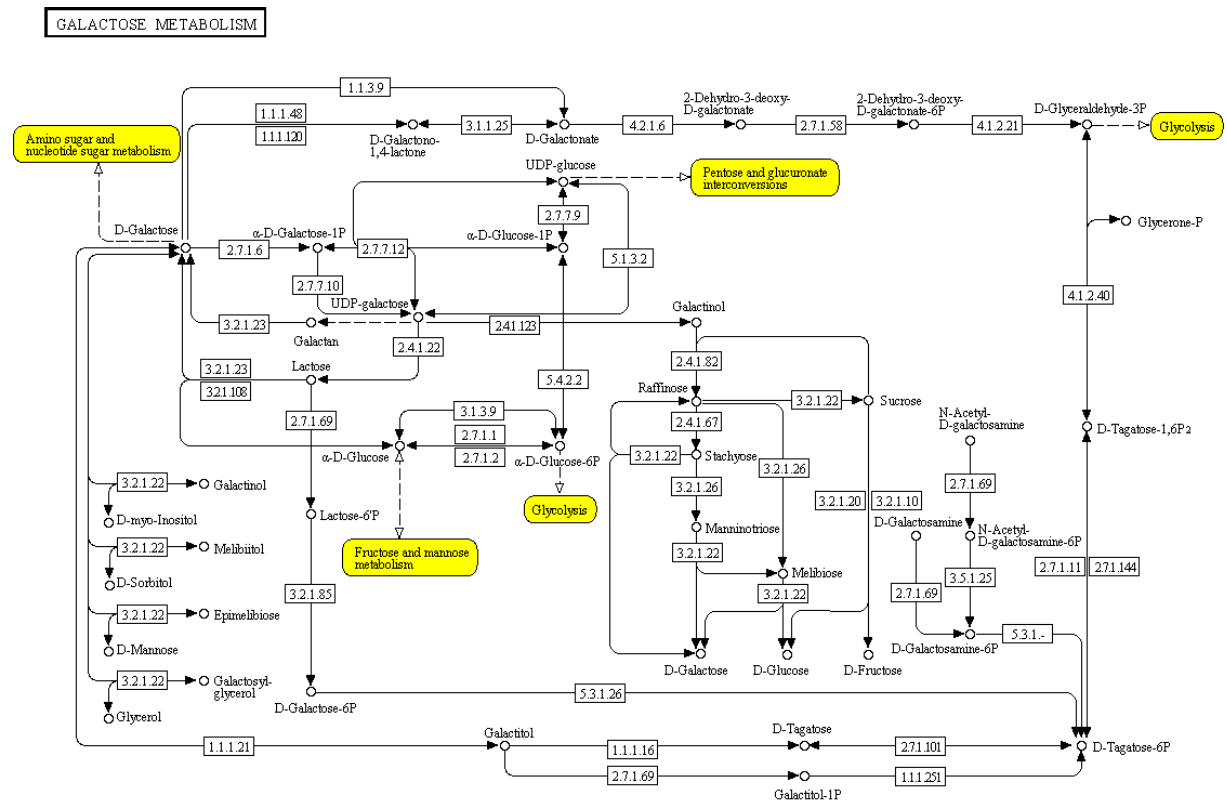 GALACTOSE METABOLISM
1.1.3.9
1.1.1.48
1.1.1.120
D-Galactono-
1,4-lactone
3.1.1.25
D-Galactonate
4.2.1.6
2-Dehydro-3-deoxy-
D-galactonate
2.7.1.58
2-Dehydro-3-deoxy-
D-galactonate-6P
4.1.2.21
D-Glyceraldehyde-3P
Glycolysis
Amino sugar and
nucleotide sugar metabolism
UDP-glucose
Pentose and glucuronate
interconversions
2.7.7.9
D-Galactose
2.7.1.6
α-D-Galactose-1P
2.7.7.12
α-D-Glucose-1P
5.1.3.2
Glycerone-P
2.7.7.10
UDP-galactose
4.1.2.40
3.2.1.23
Galactan
2.4.1.123
Galactinol
2.4.1.22
2.4.1.82
3.2.1.23
3.2.1.108
Lactose
5.4.2.2
Raffinose
3.2.1.22
Sucrose
2.7.1.69
3.1.3.9
2.4.1.67
N-Acetyl-
D-galactosamine
D-Tagatose-1,6P2
2.7.1.1
2.7.1.2
α-D-Glucose
α-D-Glucose-6P
3.2.1.22
Stachyose
3.2.1.26
3.2.1.26
2.7.1.69
3.2.1.22
Galactinol
D-myo-Inositol
Lactose-6'P
Glycolysis
3.2.1.20
3.2.1.10
Manninotriose
D-Galactosamine
N-Acetyl-
D-galactosamine-6P
3.2.1.22
Melibiitol
D-Sorbitol
Fructose and mannose
metabolism
3.2.1.22
Melibiose
2.7.1.11
2.7.1.144
3.5.1.25
2.7.1.69
3.2.1.85
3.2.1.22
3.2.1.22
Epimelibiose
D-Mannose
5.3.1.-
D-Galactosamine-6P
D-Galactose
D-Glucose
D-Fructose
3.2.1.22
Galactosyl-
glycerol
Glycerol
D-Galactose-6P
5.3.1.26
1.1.1.21
Galactitol
1.1.1.16
D-Tagatose
2.7.1.101
D-Tagatose-6P
2.7.1.69
Galactitol-1P
1.1.1.251